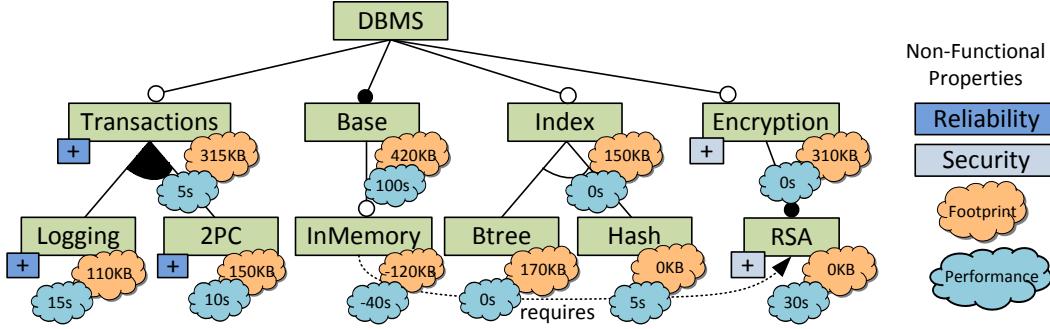 DBMS
Non-Functional
Properties
Transactions
Base
Index
Encryption
Reliability
+
315KB
420KB
150KB
+
310KB
Security
5s
100s
0s
0s
Footprint
Logging
2PC
InMemory
Btree
Hash
RSA
+
110KB
+
150KB
-120KB
170KB
0KB
+
0KB
Performance
15s
10s
-40s
0s
5s
30s
requires